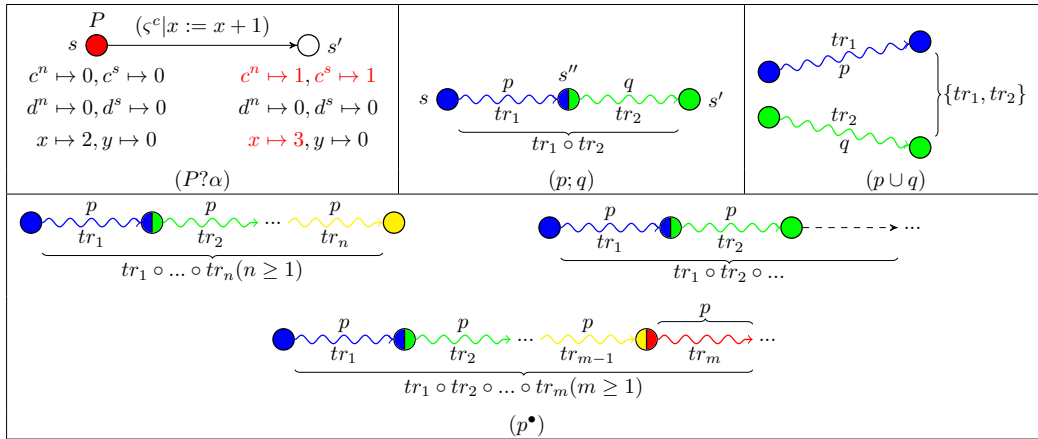 P
(ς^c|x := x + 1)
s
s′
c^n ↦ 0, c^s ↦ 0
c^n ↦ 1, c^s ↦ 1
d^n ↦ 0, d^s ↦ 0
d^n ↦ 0, d^s ↦ 0
x ↦ 2, y ↦ 0
x ↦ 3, y ↦ 0
(P?α)
p s′′ q
s s′
tr_1 tr_2
tr_1 ∘ tr_2
(p; q)
tr_1
p
{tr_1, tr_2}
tr_2
q
(p ∪ q)
p p ... p
tr_1 tr_2 tr_n
tr_1 ∘ ... ∘ tr_n(n ≥ 1)
p p ...
tr_1 tr_2
tr_1 ∘ tr_2 ∘ ...
p p ... p p ...
tr_1 tr_2 tr_{m−1} tr_m
tr_1 ∘ tr_2 ∘ ... ∘ tr_m(m ≥ 1)
(p^•)